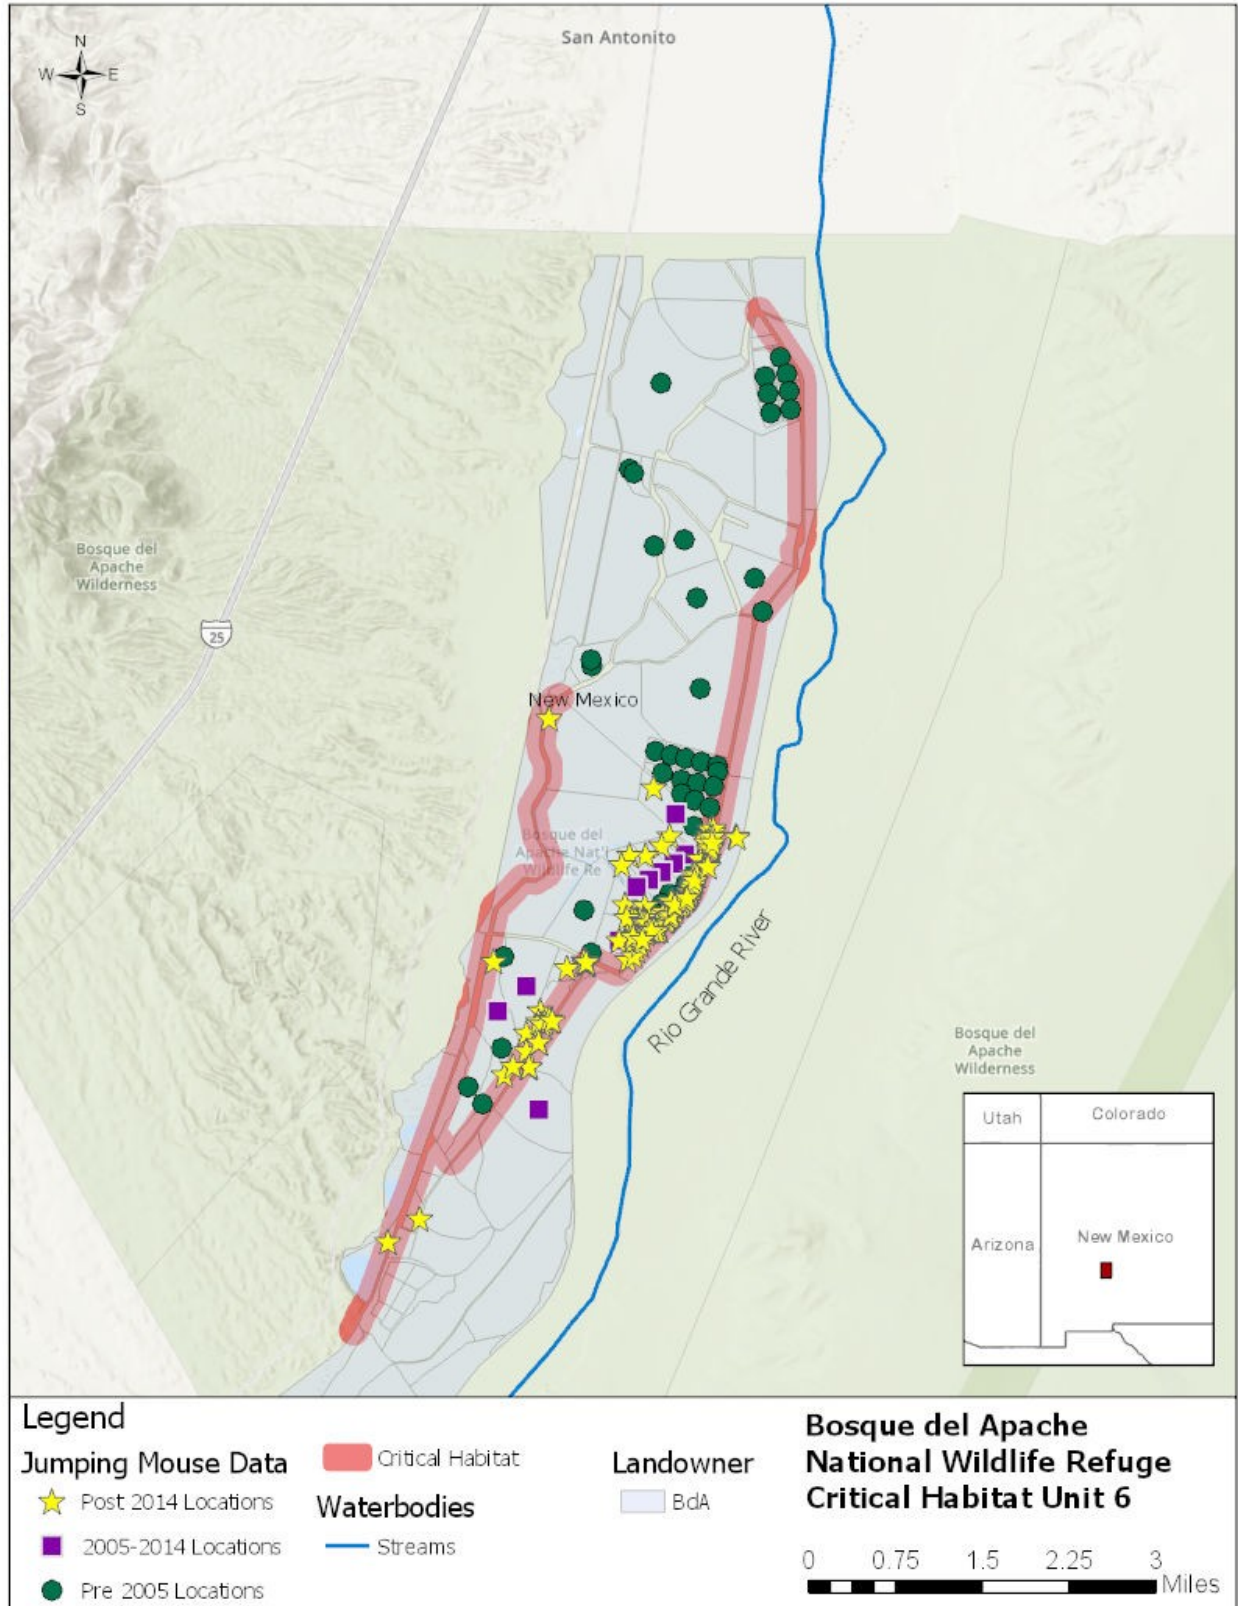 San Antonito
N
W E
S
Bosque del
Apache
Wilderness
25
New Mexico
Bosque del
Apache Nat'l
Wildlife Re
Rio Grande River
Bosque del
Apache
Wilderness
Utah
Colorado
Arizona
New Mexico
Legend
Jumping Mouse Data
Post 2014 Locations
2005-2014 Locations
Pre 2005 Locations
Critical Habitat
Waterbodies
Streams
Landowner
BdA
Bosque del Apache
National Wildlife Refuge
Critical Habitat Unit 6
0 0.75 1.5 2.25 3
Miles